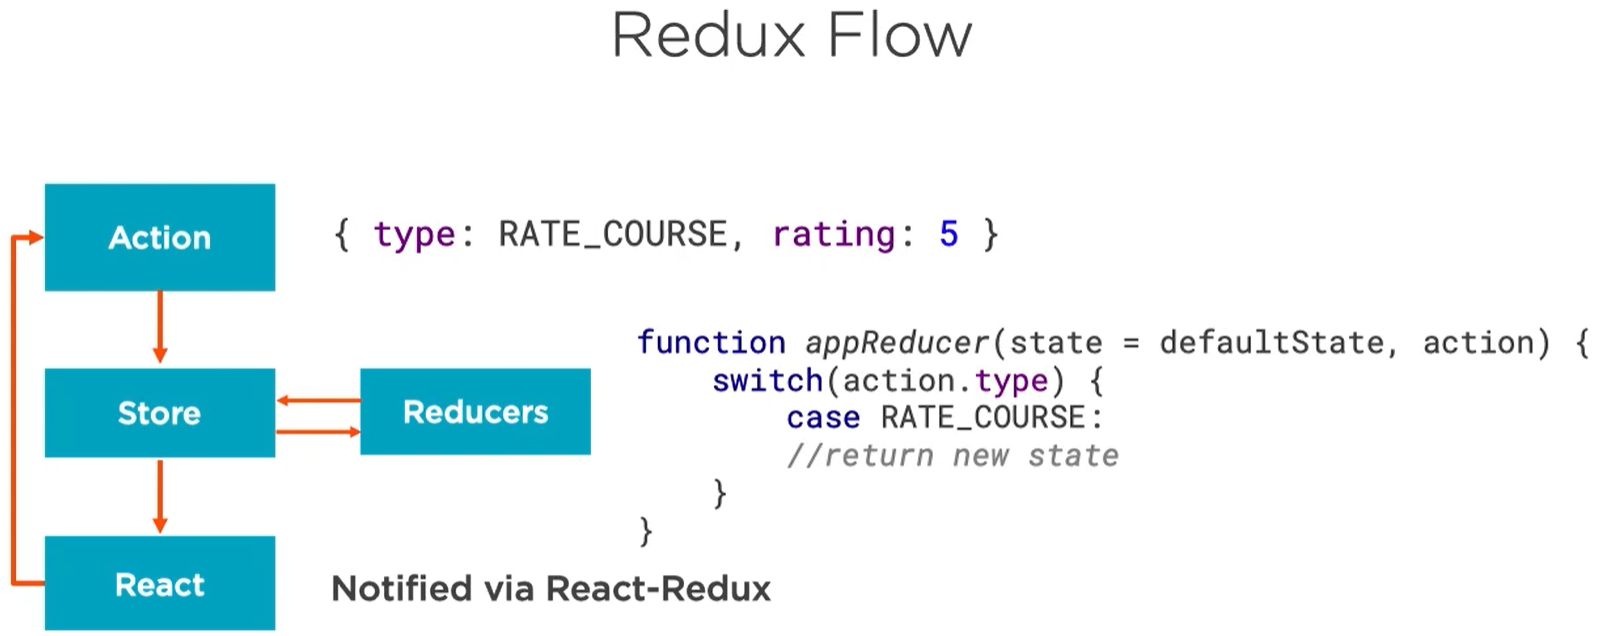 Redux Flow
Action
{ type: RATE_COURSE, rating: 5 }
Store
Reducers
function appReducer(state = defaultState, action) {
    switch(action.type) {
        case RATE_COURSE:
        //return new state
    }
}
React
Notified via React-Redux